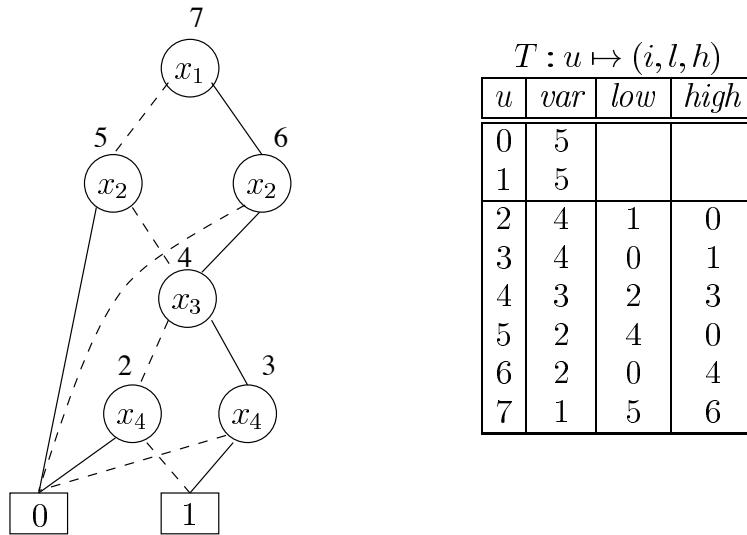 7
x₁
5 6
x₂ x₂
4
x₃
2 3
x₄ x₄
0 1
T : u ↦ (i, l, h)
u var low high
0 5
1 5
2 4 1 0
3 4 0 1
4 3 2 3
5 2 4 0
6 2 0 4
7 1 5 6